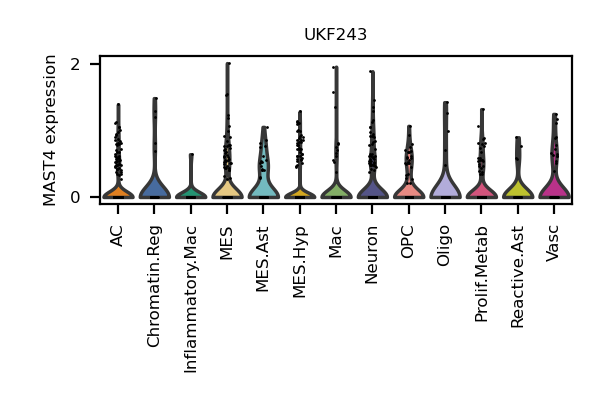 UKF243
MAST4 expression
2
0
AC
Chromatin.Reg
Inflammatory.Mac
MES
MES.Ast
MES.Hyp
Mac
Neuron
OPC
Oligo
Prolif.Metab
Reactive.Ast
Vasc